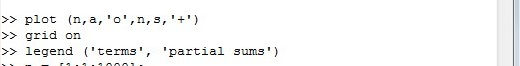 >> plot (n,a,'o',n,s,'+')
>> grid on
>> legend ('terms', 'partial sums')